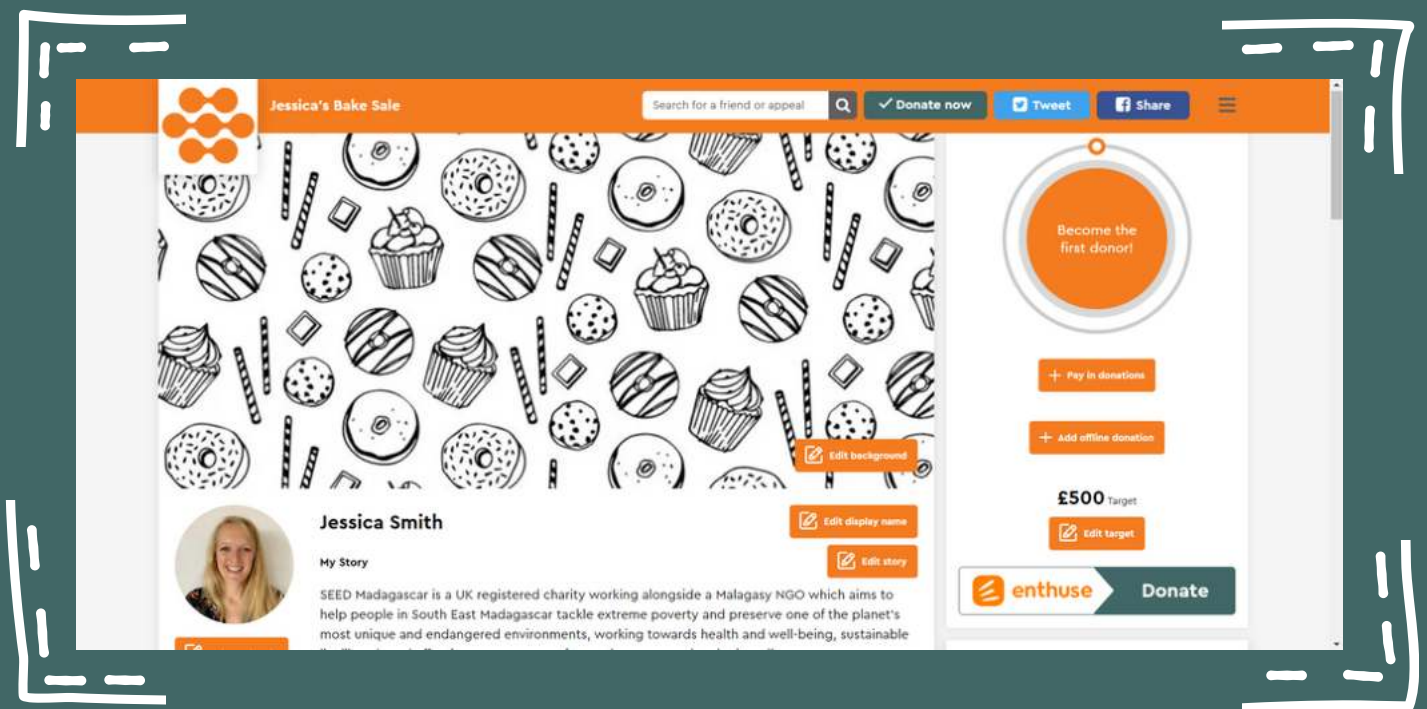 Jessica's Bake Sale
Search for a friend or appeal
Donate now
Tweet
Share
Become the
first donor!
Pay in donations
Add offline donation
£500 Target
Edit target
enthuse
Donate
Edit background
Jessica Smith
Edit display name
My Story
Edit story
SEED Madagascar is a UK registered charity working alongside a Malagasy NGO which aims to
help people in South East Madagascar tackle extreme poverty and preserve one of the planet's
most unique and endangered environments, working towards health and well-being, sustainable